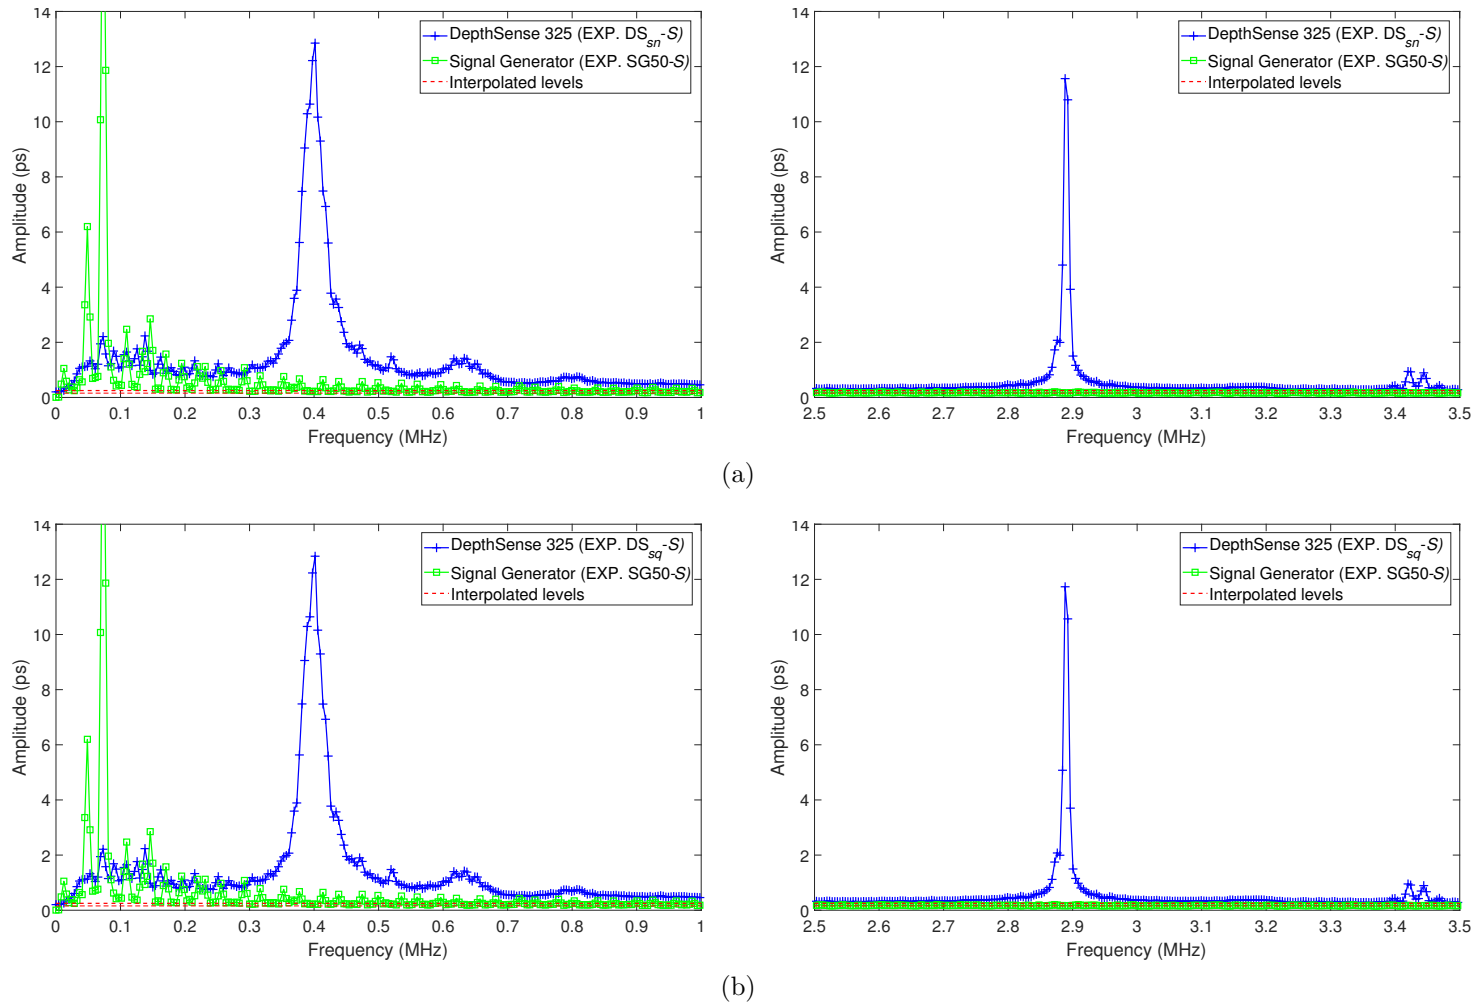 14
12
10
8
6
4
2
0
Amplitude (ps)
0 0.1 0.2 0.3 0.4 0.5 0.6 0.7 0.8 0.9 1
Frequency (MHz)
DepthSense 325 (EXP. DSsn-S)
Signal Generator (EXP. SG50-S)
Interpolated levels
14
12
10
8
6
4
2
0
Amplitude (ps)
2.5 2.6 2.7 2.8 2.9 3 3.1 3.2 3.3 3.4 3.5
Frequency (MHz)
DepthSense 325 (EXP. DSsn-S)
Signal Generator (EXP. SG50-S)
Interpolated levels
(a)
14
12
10
8
6
4
2
0
Amplitude (ps)
0 0.1 0.2 0.3 0.4 0.5 0.6 0.7 0.8 0.9 1
Frequency (MHz)
DepthSense 325 (EXP. DSsq-S)
Signal Generator (EXP. SG50-S)
Interpolated levels
14
12
10
8
6
4
2
0
Amplitude (ps)
2.5 2.6 2.7 2.8 2.9 3 3.1 3.2 3.3 3.4 3.5
Frequency (MHz)
DepthSense 325 (EXP. DSsq-S)
Signal Generator (EXP. SG50-S)
Interpolated levels
(b)